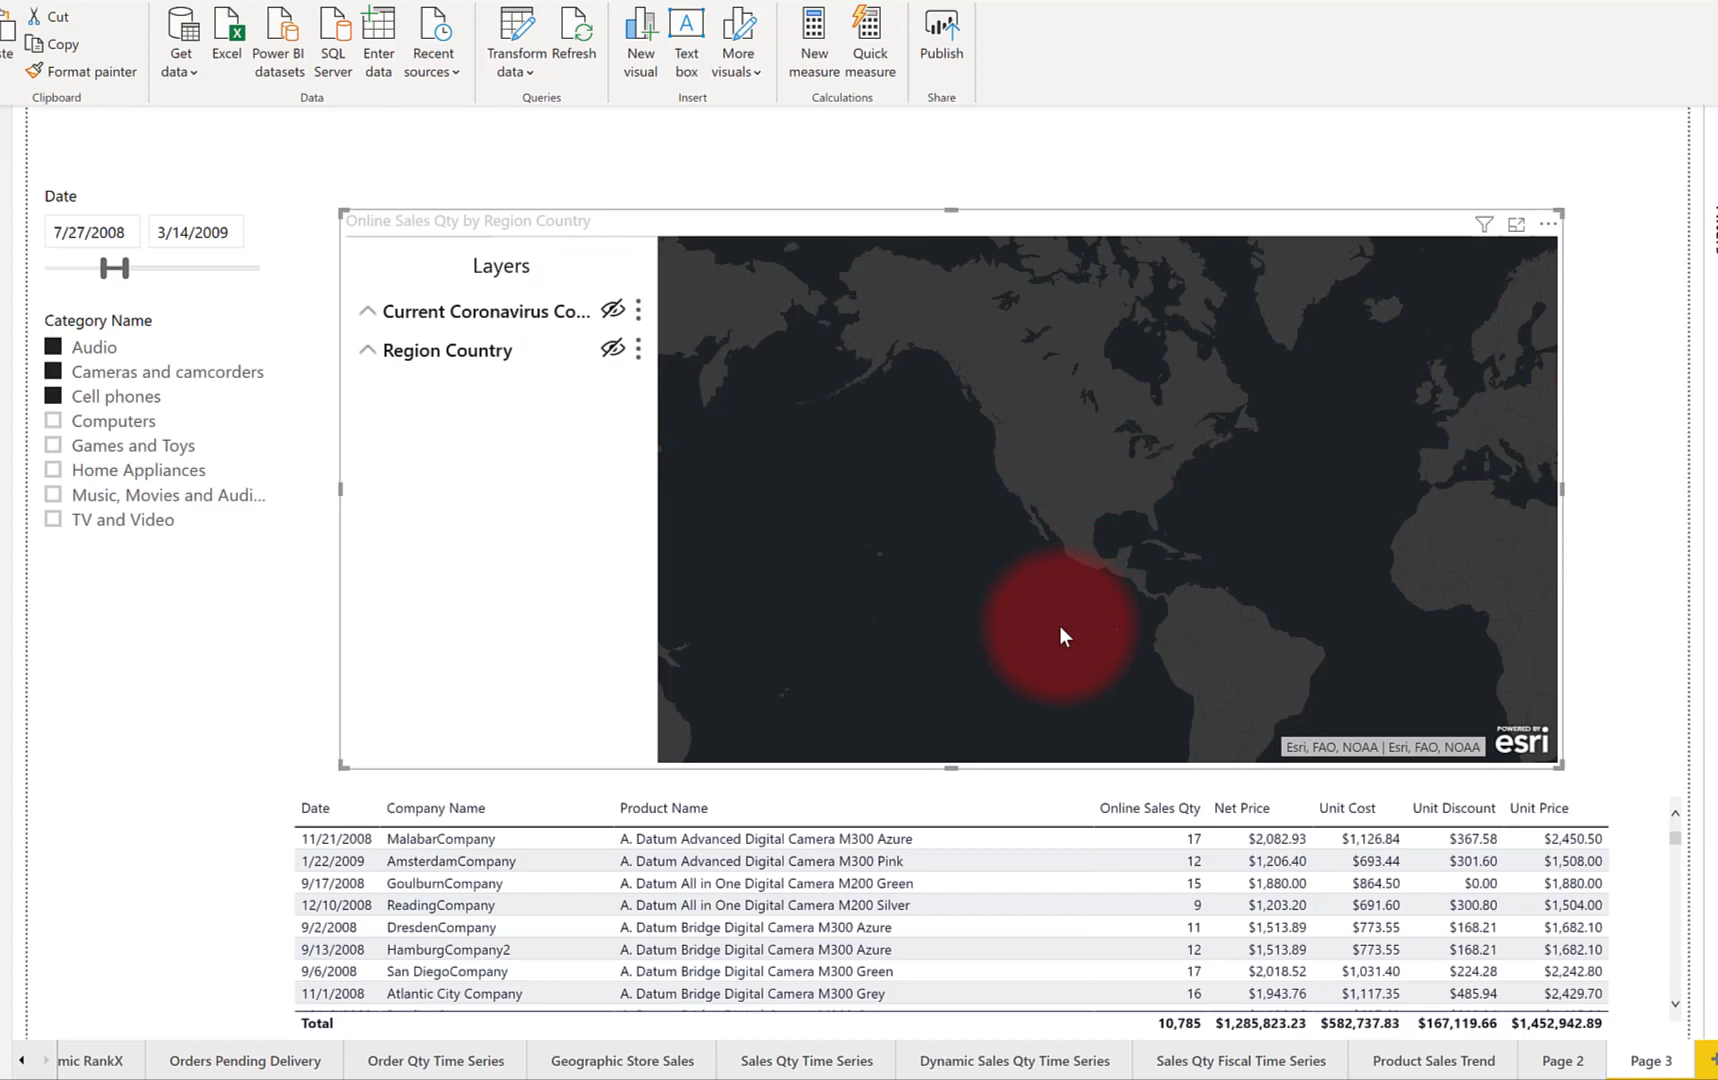 Cut
Copy
Format painter
Clipboard
Get data
Excel
Power BI datasets
SQL Server
Enter data
Recent sources
Data
Transform data
Refresh
Queries
New visual
Text box
More visuals
Insert
New measure
Quick measure
Calculations
Publish
Share
Date
7/27/2008 3/14/2009
Category Name
Audio
Cameras and camcorders
Cell phones
Computers
Games and Toys
Home Appliances
Music, Movies and Audi...
TV and Video
Online Sales Qty by Region Country
Layers
Current Coronavirus Co...
Region Country
Esri, FAO, NOAA | Esri, FAO, NOAA
POWERED BY
esri
Date Company Name Product Name Online Sales Qty Net Price Unit Cost Unit Discount Unit Price
11/21/2008 MalabarCompany A. Datum Advanced Digital Camera M300 Azure 17 $2,082.93 $1,126.84 $367.58 $2,450.50
1/22/2009 AmsterdamCompany A. Datum Advanced Digital Camera M300 Pink 12 $1,206.40 $693.44 $301.60 $1,508.00
9/17/2008 GoulburnCompany A. Datum All in One Digital Camera M200 Green 15 $1,880.00 $864.50 $0.00 $1,880.00
12/10/2008 ReadingCompany A. Datum All in One Digital Camera M200 Silver 9 $1,203.20 $691.60 $300.80 $1,504.00
9/2/2008 DresdenCompany A. Datum Bridge Digital Camera M300 Azure 11 $1,513.89 $773.55 $168.21 $1,682.10
9/13/2008 HamburgCompany2 A. Datum Bridge Digital Camera M300 Azure 12 $1,513.89 $773.55 $168.21 $1,682.10
9/6/2008 San DiegoCompany A. Datum Bridge Digital Camera M300 Green 17 $2,018.52 $1,031.40 $224.28 $2,242.80
11/1/2008 Atlantic City Company A. Datum Bridge Digital Camera M300 Grey 16 $1,943.76 $1,117.35 $485.94 $2,429.70
Total 10,785 $1,285,823.23 $582,737.83 $167,119.66 $1,452,942.89
mic RankX Orders Pending Delivery Order Qty Time Series Geographic Store Sales Sales Qty Time Series Dynamic Sales Qty Time Series Sales Qty Fiscal Time Series Product Sales Trend Page 2 Page 3